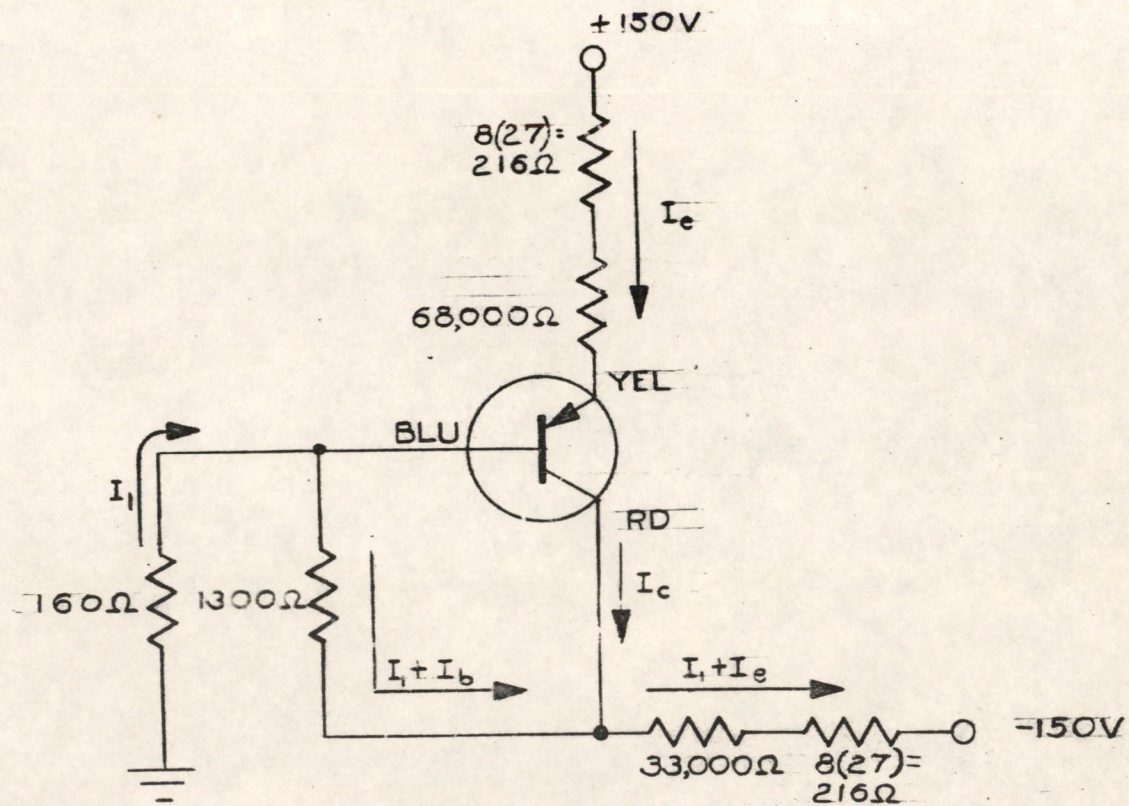 +150V
8(27)=
216Ω
Ie
68,000Ω
YEL
BLU
I1
RD
Ic
160Ω
1300Ω
I1+Ib
I1+Ie
-150V
33,000Ω
8(27)=
216Ω